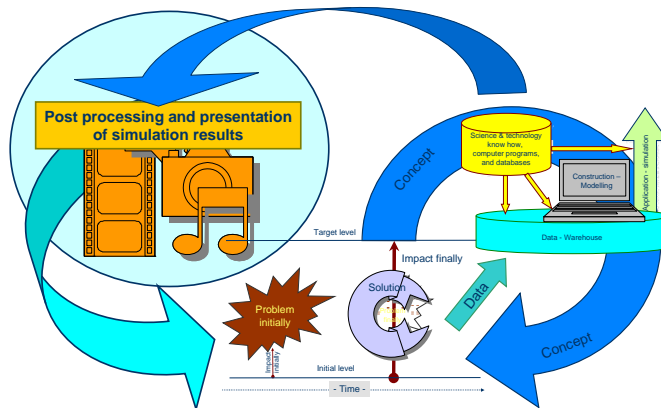 Post processing and presentation
of simulation results
Science & technology
know how,
computer programs,
and databases
Concept
Construction –
Modelling
Application - simulation
Data - Warehouse
Target level
Impact finally
Solution
Data
Problem
initially
Impact
initially
Concept
Initial level
- Time -